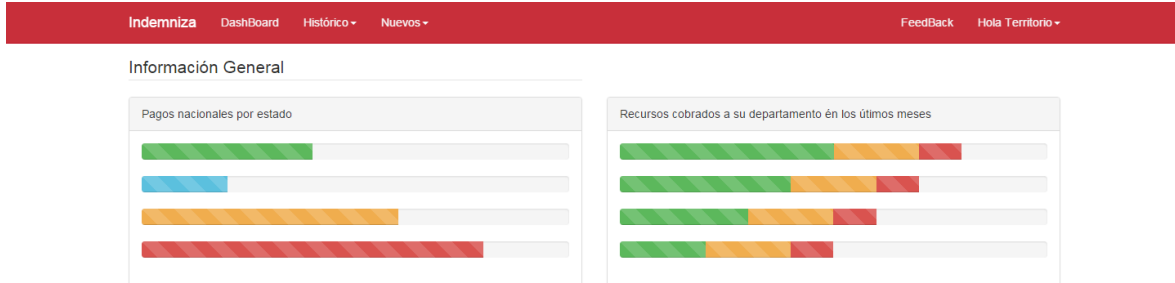 Indemniza DashBoard Histórico Nuevos FeedBack Hola Territorio
Información General
Pagos nacionales por estado
Recursos cobrados a su departamento én los útimos meses